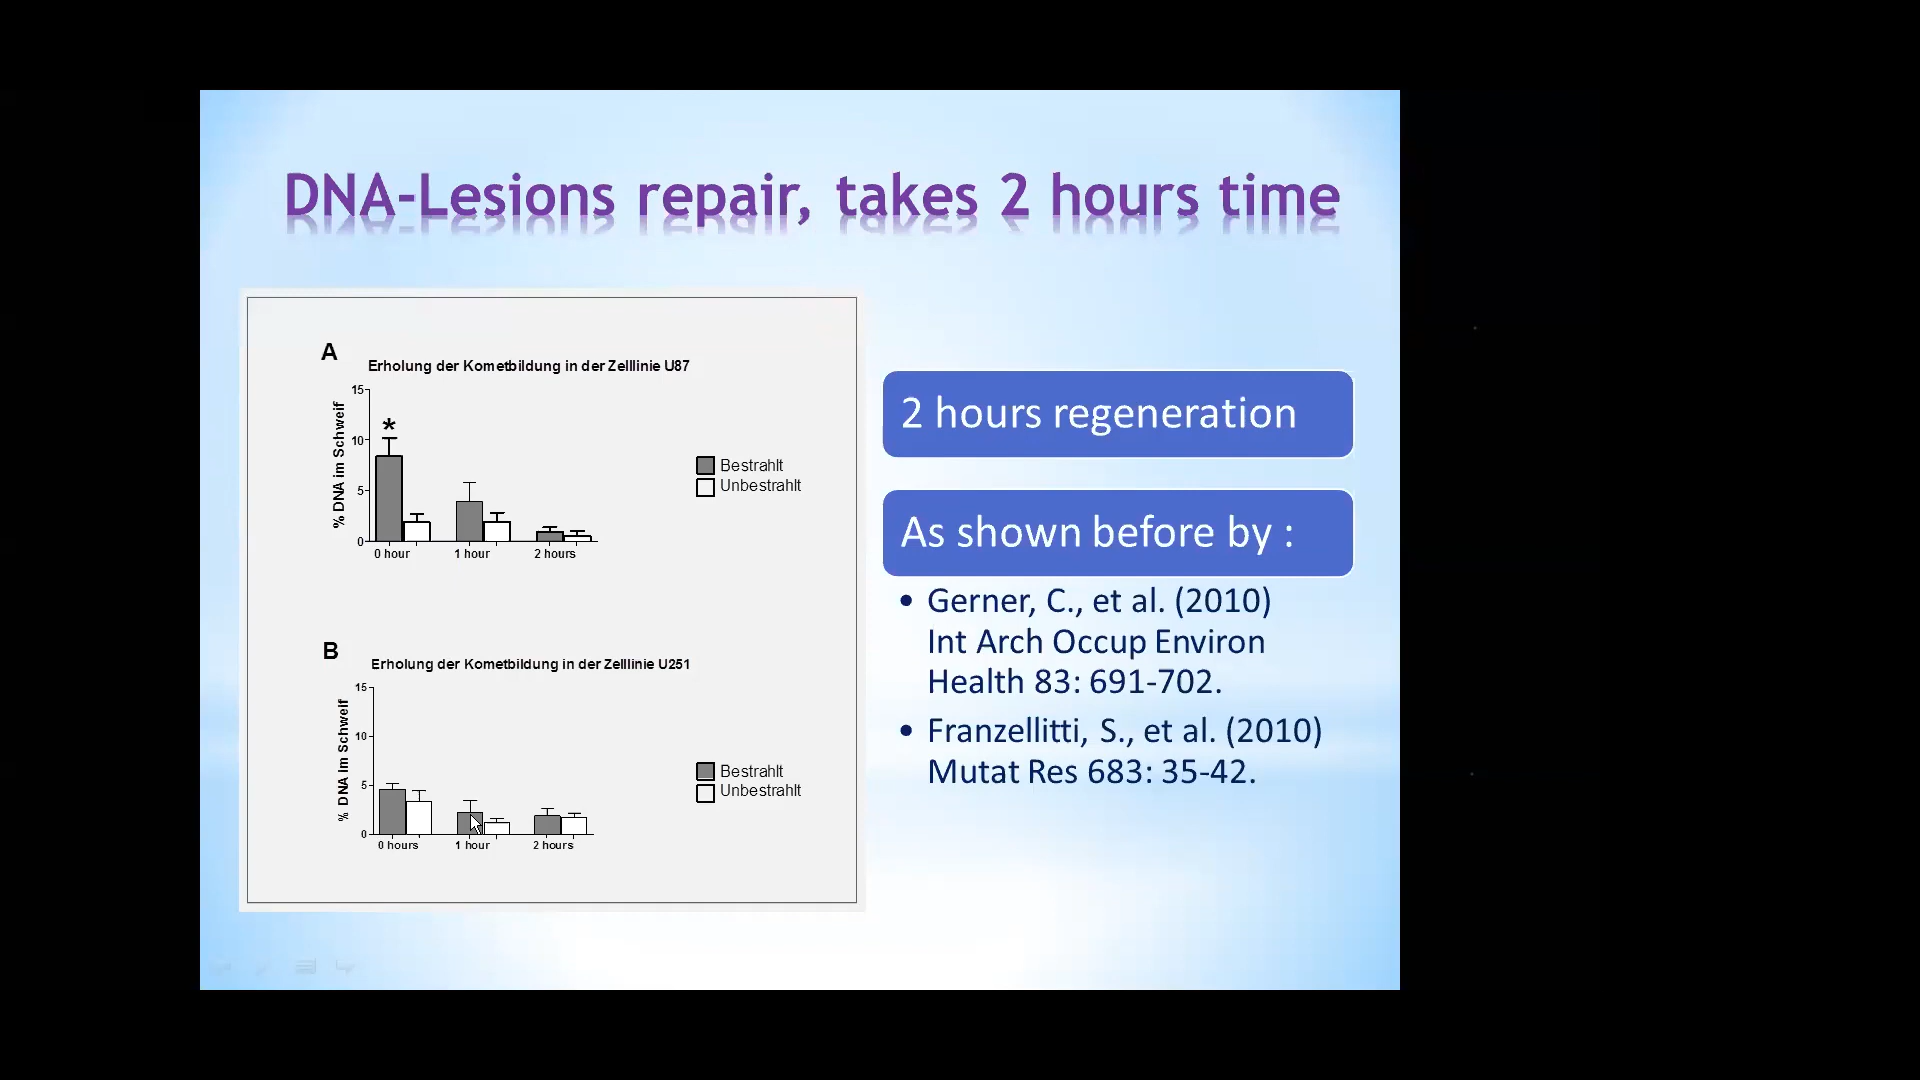 DNA-Lesions repair, takes 2 hours time
A
Erholung der Kometbildung in der Zelllinie U87
% DNA im Schweif
15
10
5
0
*
0 hour
1 hour
2 hours
Bestrahlt
Unbestrahlt
B
Erholung der Kometbildung in der Zelllinie U251
% DNA im Schweif
15
10
5
0
0 hours
1 hour
2 hours
Bestrahlt
Unbestrahlt
2 hours regeneration
As shown before by :
• Gerner, C., et al. (2010)
Int Arch Occup Environ
Health 83: 691-702.
• Franzellitti, S., et al. (2010)
Mutat Res 683: 35-42.